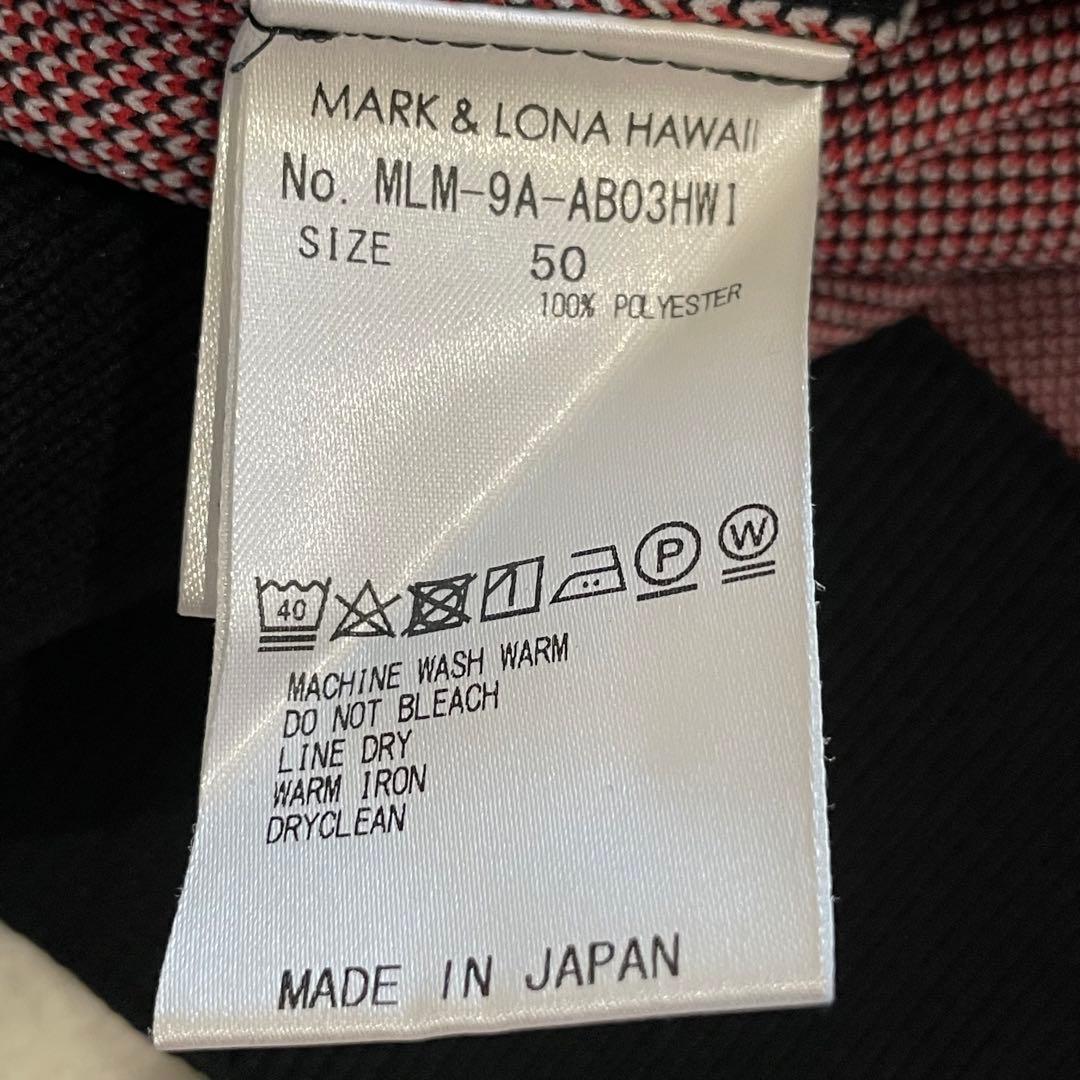 MARK & LONA HAWAII
No. MLM-9A-AB03HWI
SIZE 50
100% POLYESTER
40 P W
MACHINE WASH WARM
DO NOT BLEACH
LINE DRY
WARM IRON
DRYCLEAN
MADE IN JAPAN